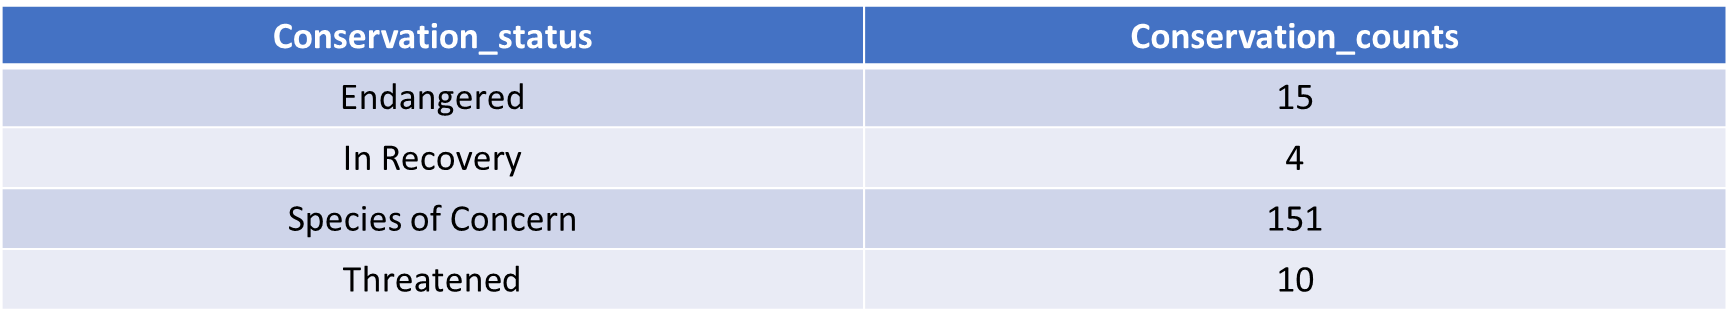 Conservation_status Conservation_counts
Endangered 15
In Recovery 4
Species of Concern 151
Threatened 10